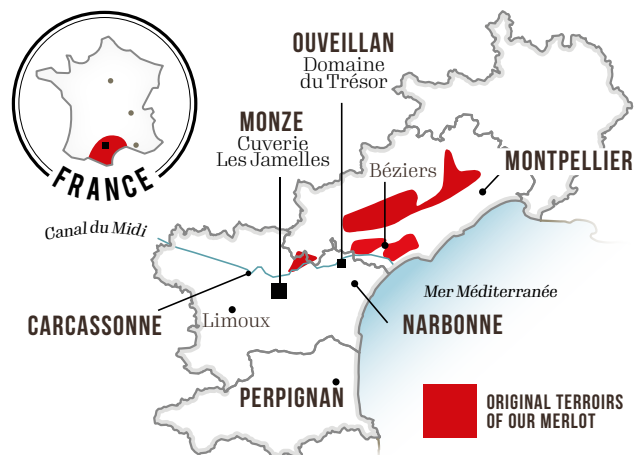 FRANCE
OUVEILLAN
Domaine
du Trésor
MONZE
Cuverie
Les Jamelles
Béziers
MONTPELLIER
Canal du Midi
Mer Méditerranée
CARCASSONNE
Limoux
NARBONNE
PERPIGNAN
ORIGINAL TERROIRS
OF OUR MERLOT